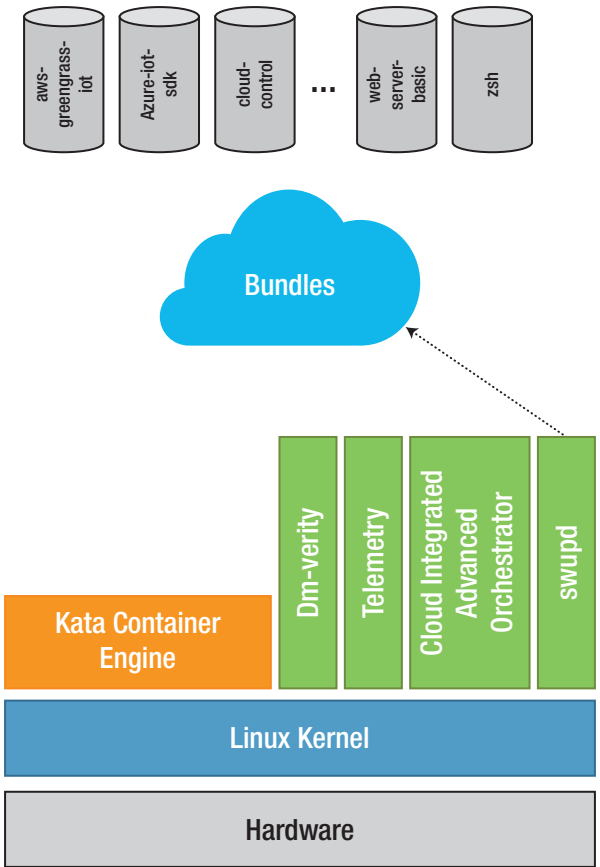 aws-
greengrass-
iot
Azure-iot-
sdk
cloud-
control
...
web-
server-
basic
zsh
Bundles
Dm-verity
Telemetry
Cloud Integrated
Advanced
Orchestrator
swupd
Kata Container
Engine
Linux Kernel
Hardware